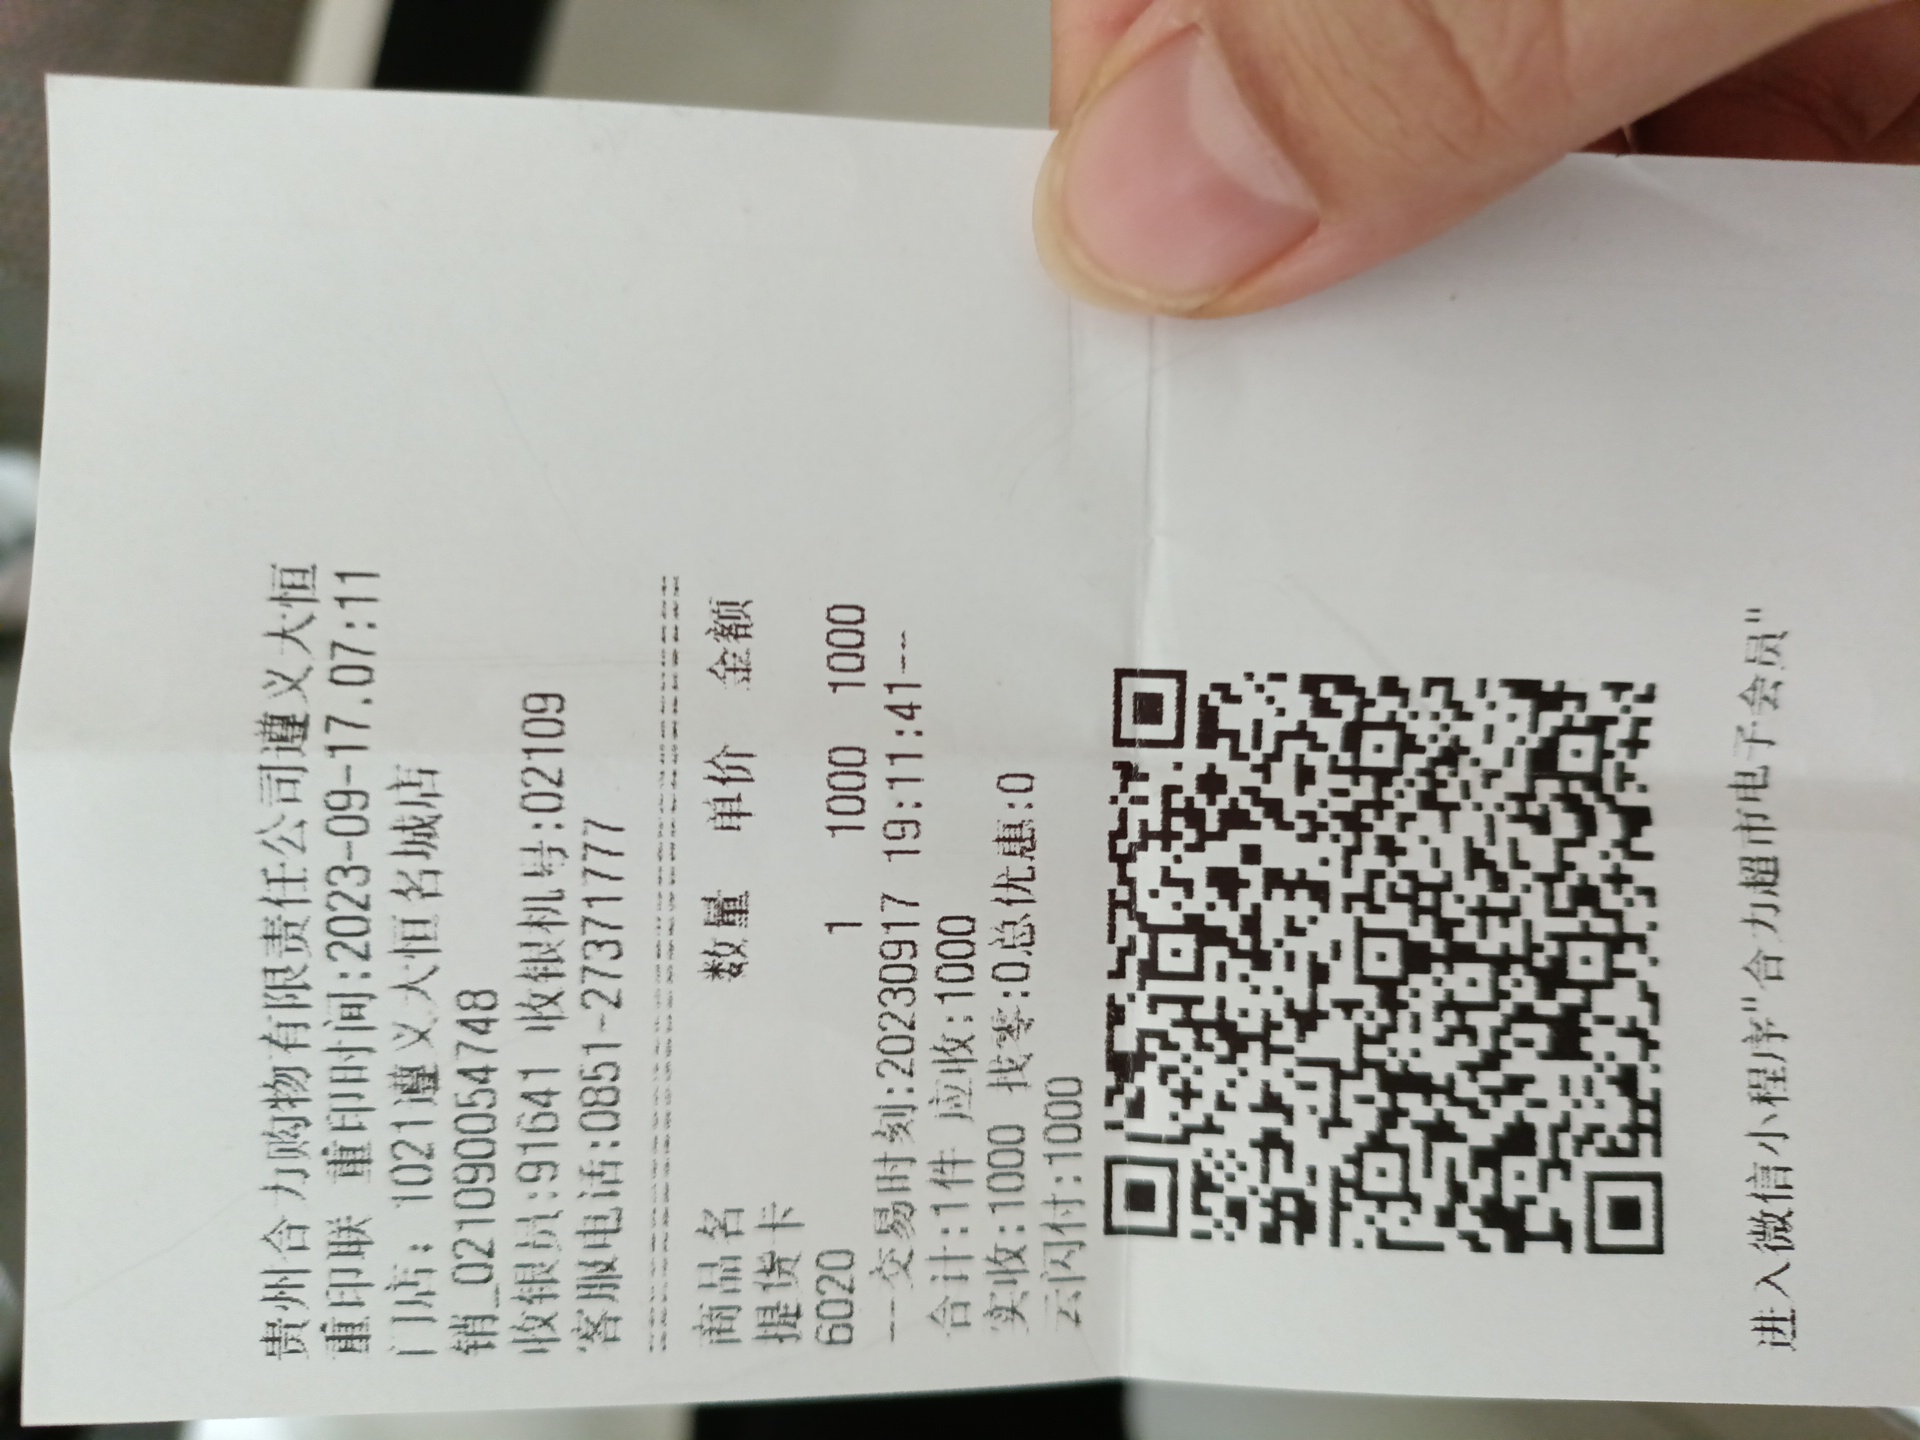 贵州合力购物有限责任公司遵义大恒
重印联 重印时间:2023-09-17.07:11
门店: 1021遵义大恒名城店
销_021090054748
收银员:91641 收银机号:02109
客服电话:0851-27371777
商品名 数量 单价 金额
提货卡
6020 1 1000 1000
---交易时刻:20230917 19:11:41---
合计:1件 应收:1000
实收:1000 找零:0总优惠:0
云闪付:1000
进入微信小程序"合力超市电子会员"